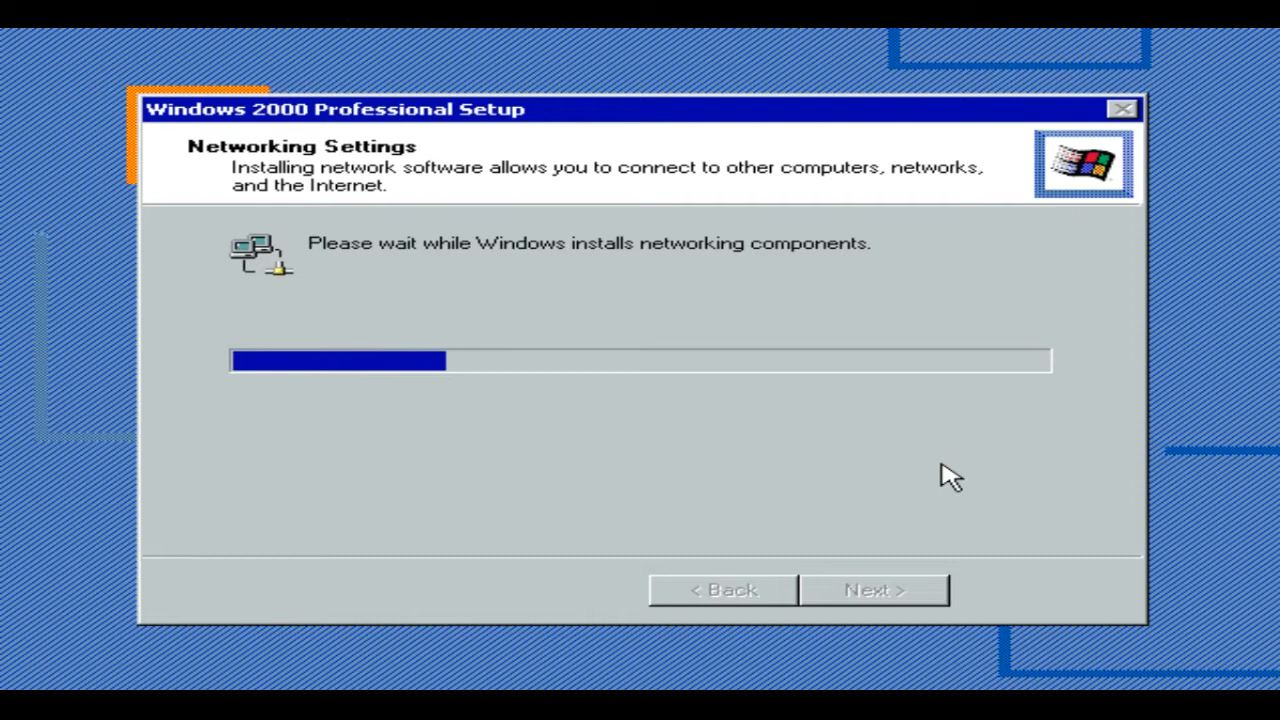 Windows 2000 Professional Setup
Networking Settings
Installing network software allows you to connect to other computers, networks,
and the Internet.
Please wait while Windows installs networking components.
< Back
Next >